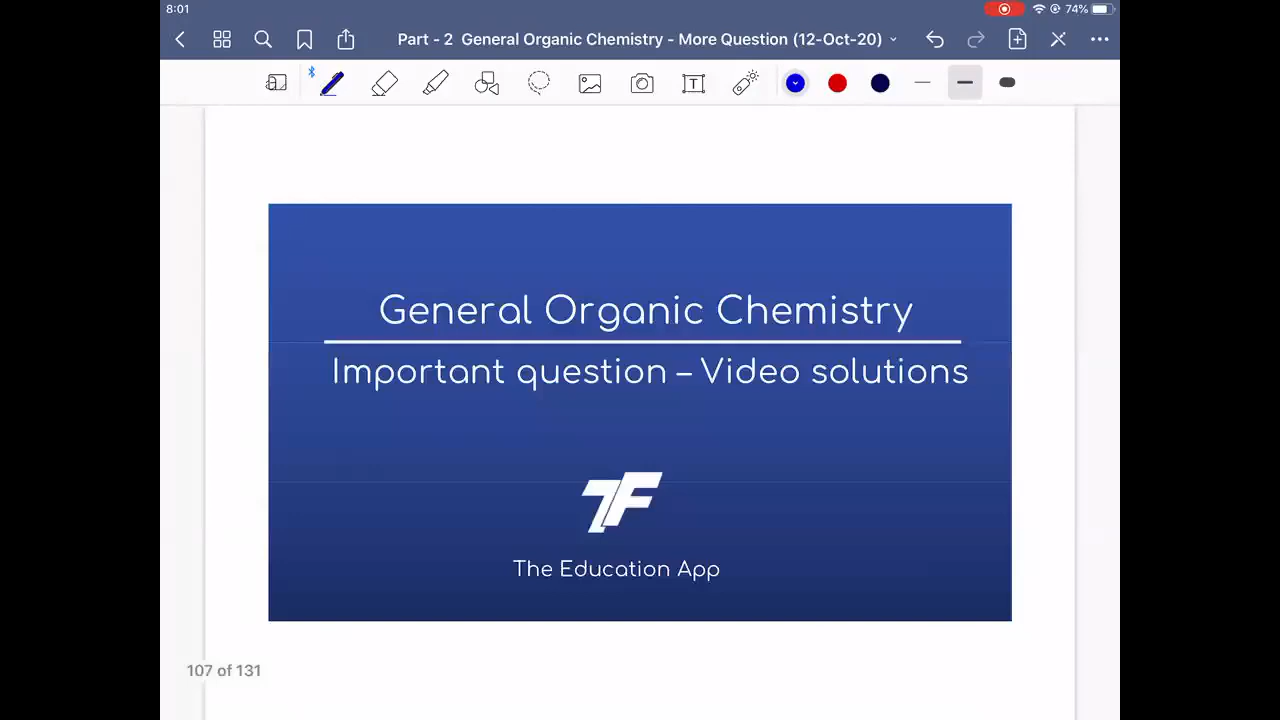 8:01
74%
Part - 2 General Organic Chemistry - More Question (12-Oct-20)
T
General Organic Chemistry
Important question – Video solutions
TF
The Education App
107 of 131